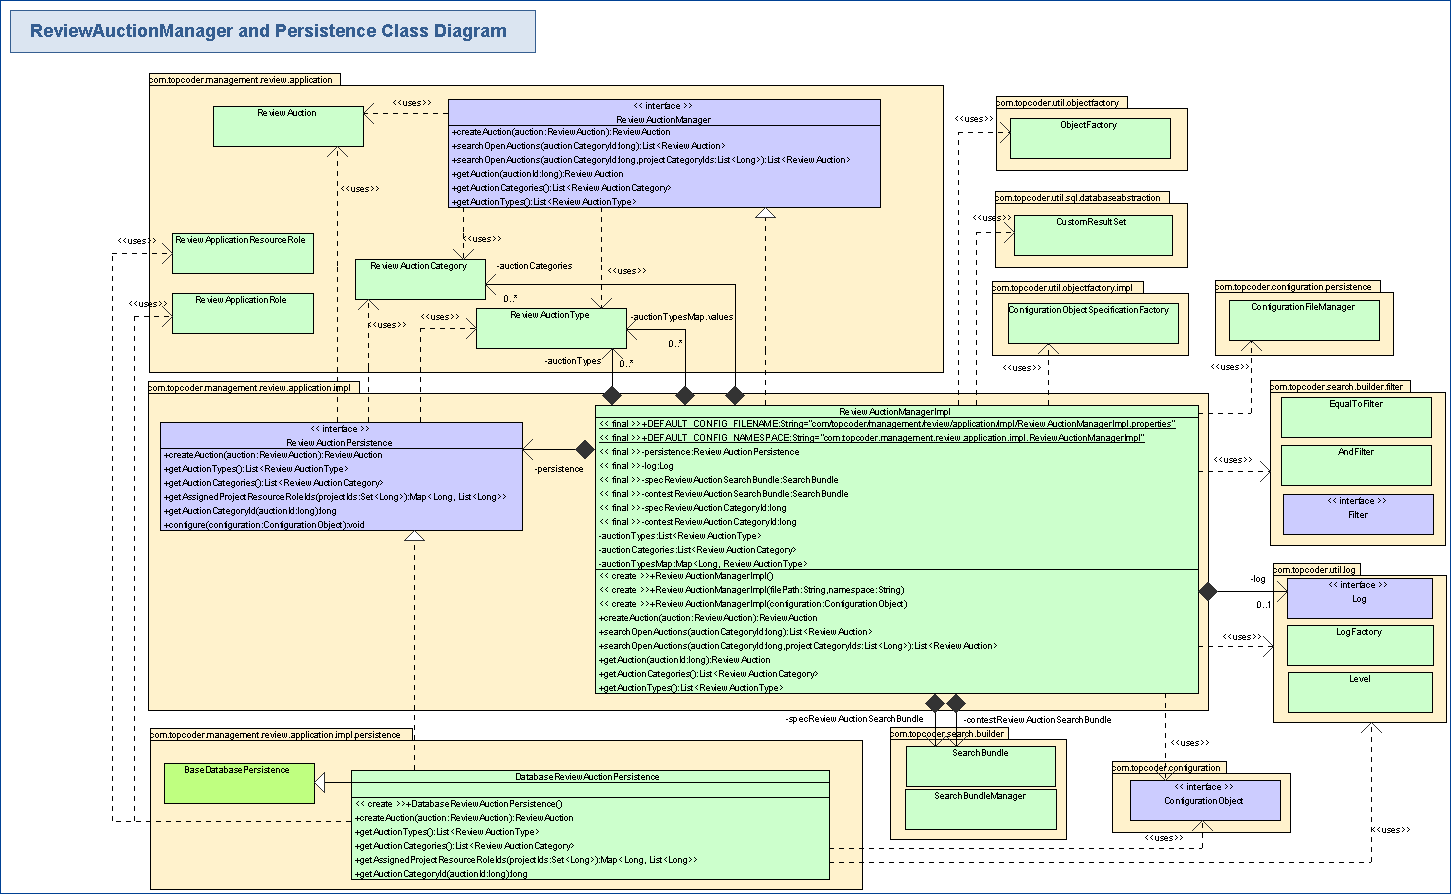 ReviewAuctionManager and Persistence Class Diagram
com.topcoder.management.review.application
ReviewAuction
<<uses>>
<< interface >>
ReviewAuctionManager
+createAuction(auction:ReviewAuction):ReviewAuction
+searchOpenAuctions(auctionCategoryId:long):List<ReviewAuction>
+searchOpenAuctions(auctionCategoryId:long,projectCategoryIds:List<Long>):List<ReviewAuction>
+getAuction(auctionId:long):ReviewAuction
+getAuctionCategories():List<ReviewAuctionCategory>
+getAuctionTypes():List<ReviewAuctionType>
<<uses>>
<<uses>>
ReviewApplicationResourceRole
<<uses>>
ReviewAuctionCategory
-auctionCategories
0..*
<<uses>>
<<uses>>
ReviewApplicationRole
<<uses>>
<<uses>>
ReviewAuctionType
-auctionTypesMap.values
0..*
-auctionTypes
0..*
com.topcoder.util.objectfactory
ObjectFactory
<<uses>>
com.topcoder.util.sql.databaseabstraction
CustomResultSet
<<uses>>
com.topcoder.util.objectfactory.impl
ConfigurationObjectSpecificationFactory
<<uses>>
com.topcoder.configuration.persistence
ConfigurationFileManager
<<uses>>
com.topcoder.management.review.application.impl
<< interface >>
ReviewAuctionPersistence
+createAuction(auction:ReviewAuction):ReviewAuction
+getAuctionTypes():List<ReviewAuctionType>
+getAuctionCategories():List<ReviewAuctionCategory>
+getAssignedProjectResourceRoleIds(projectIds:Set<Long>):Map<Long, List<Long>>
+getAuctionCategoryId(auctionId:long):long
+configure(configuration:ConfigurationObject):void
-persistence
ReviewAuctionManagerImpl
<< final >>+DEFAULT_CONFIG_FILENAME:String="com/topcoder/management/review/application/impl/ReviewAuctionManagerImpl.properties"
<< final >>+DEFAULT_CONFIG_NAMESPACE:String="com.topcoder.management.review.application.impl.ReviewAuctionManagerImpl"
<< final >>-persistence:ReviewAuctionPersistence
<< final >>-log:Log
<< final >>-specReviewAuctionSearchBundle:SearchBundle
<< final >>-contestReviewAuctionSearchBundle:SearchBundle
<< final >>-specReviewAuctionCategoryId:long
<< final >>-contestReviewAuctionCategoryId:long
-auctionTypes:List<ReviewAuctionType>
-auctionCategories:List<ReviewAuctionCategory>
-auctionTypesMap:Map<Long, ReviewAuctionType>
<< create >>+ReviewAuctionManagerImpl()
<< create >>+ReviewAuctionManagerImpl(filePath:String,namespace:String)
<< create >>+ReviewAuctionManagerImpl(configuration:ConfigurationObject)
+createAuction(auction:ReviewAuction):ReviewAuction
+searchOpenAuctions(auctionCategoryId:long):List<ReviewAuction>
+searchOpenAuctions(auctionCategoryId:long,projectCategoryIds:List<Long>):List<ReviewAuction>
+getAuction(auctionId:long):ReviewAuction
+getAuctionCategories():List<ReviewAuctionCategory>
+getAuctionTypes():List<ReviewAuctionType>
com.topcoder.search.builder.filter
EqualToFilter
AndFilter
<<uses>>
<< interface >>
Filter
com.topcoder.util.log
<< interface >>
Log
-log
0..1
LogFactory
<<uses>>
Level
-specReviewAuctionSearchBundle
-contestReviewAuctionSearchBundle
com.topcoder.search.builder
SearchBundle
SearchBundleManager
<<uses>>
com.topcoder.configuration
<< interface >>
ConfigurationObject
<<uses>>
<<uses>>
com.topcoder.management.review.application.impl.persistence
BaseDatabasePersistence
DatabaseReviewAuctionPersistence
<< create >>+DatabaseReviewAuctionPersistence()
+createAuction(auction:ReviewAuction):ReviewAuction
+getAuctionTypes():List<ReviewAuctionType>
+getAuctionCategories():List<ReviewAuctionCategory>
+getAssignedProjectResourceRoleIds(projectIds:Set<Long>):Map<Long, List<Long>>
+getAuctionCategoryId(auctionId:long):long